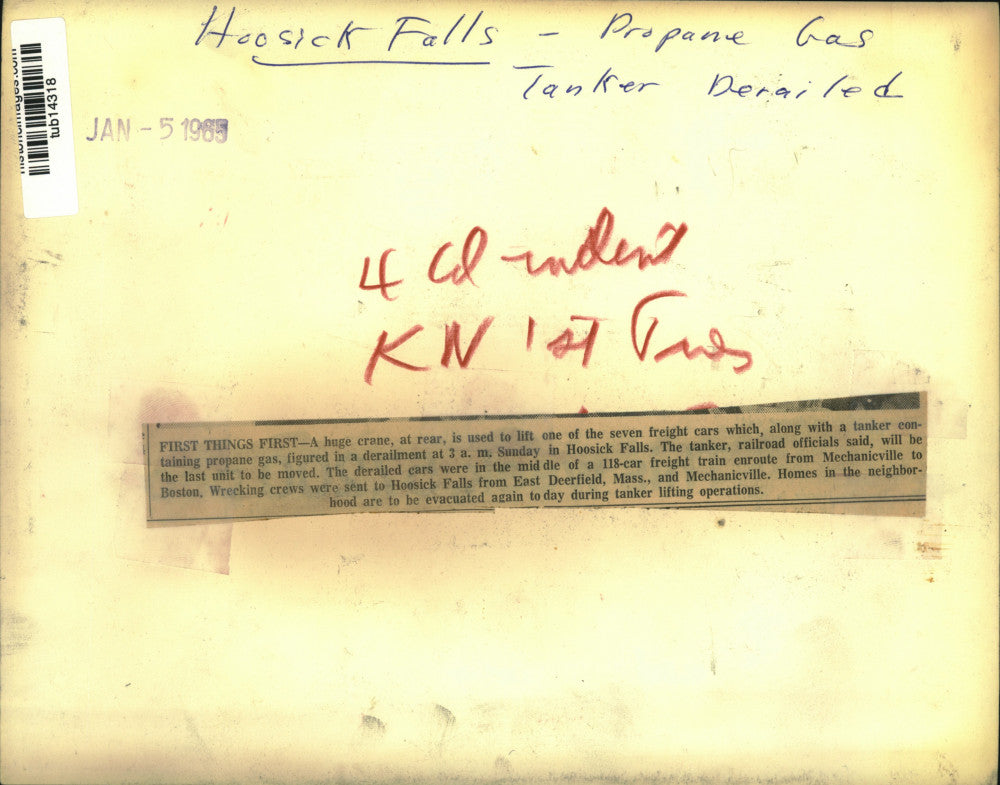 Hoosick Falls - Propane Gas
Tanker Derailed
historicimages.com
tub14318
JAN - 5 1965
4 Col -indent
KN 1st Tues
FIRST THINGS FIRST—A huge crane, at rear, is used to lift one of the seven freight cars which, along with a tanker con-
taining propane gas, figured in a derailment at 3 a. m. Sunday in Hoosick Falls. The tanker, railroad officials said, will be
the last unit to be moved. The derailed cars were in the middle of a 118-car freight train enroute from Mechanicville to
Boston. Wrecking crews were sent to Hoosick Falls from East Deerfield, Mass., and Mechanicville. Homes in the neighbor-
hood are to be evacuated again today during tanker lifting operations.